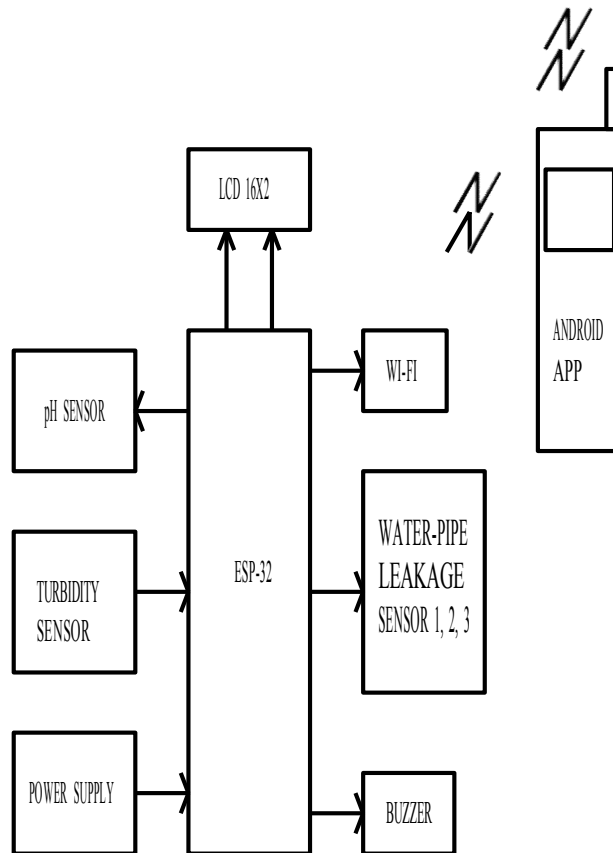 LCD 16X2
ANDROID
APP
WI-FI
pH SENSOR
WATER-PIPE
LEAKAGE
SENSOR 1, 2, 3
ESP-32
TURBIDITY
SENSOR
POWER SUPPLY
BUZZER